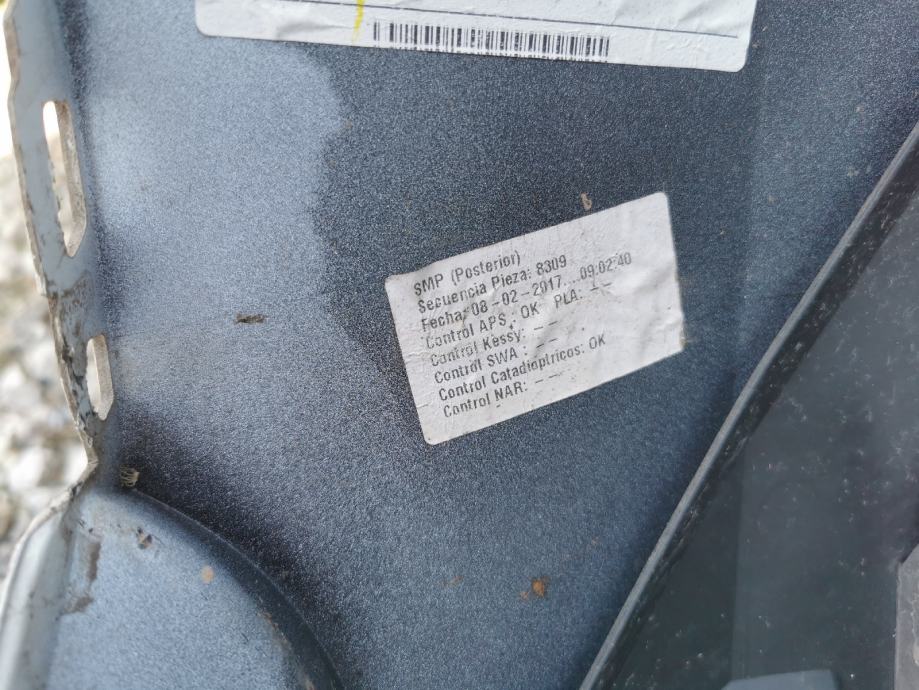 SMP (Posterior)
Secuencia Pieza: 8309
Fecha: 08-02-2017....09:02:40
Control APS: OK PLA: --
Control Kessy: --
Control SWA : --
Control Catadioptricos: OK
Control NAR: --